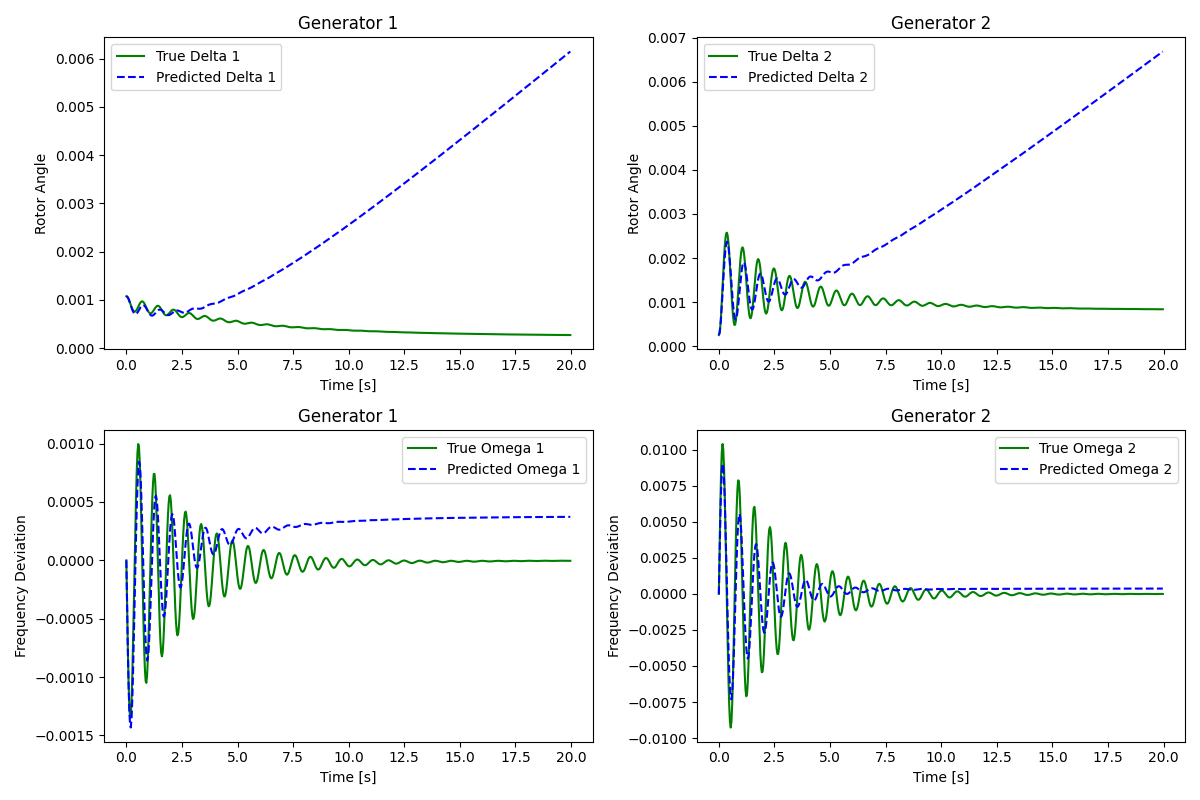 Generator 1
True Delta 1
Predicted Delta 1
Rotor Angle
0.006
0.005
0.004
0.003
0.002
0.001
0.000
0.0 2.5 5.0 7.5 10.0 12.5 15.0 17.5 20.0
Time [s]
Generator 2
True Delta 2
Predicted Delta 2
Rotor Angle
0.007
0.006
0.005
0.004
0.003
0.002
0.001
0.000
0.0 2.5 5.0 7.5 10.0 12.5 15.0 17.5 20.0
Time [s]
Generator 1
True Omega 1
Predicted Omega 1
Frequency Deviation
0.0010
0.0005
0.0000
−0.0005
−0.0010
−0.0015
0.0 2.5 5.0 7.5 10.0 12.5 15.0 17.5 20.0
Time [s]
Generator 2
True Omega 2
Predicted Omega 2
Frequency Deviation
0.0100
0.0075
0.0050
0.0025
0.0000
−0.0025
−0.0050
−0.0075
−0.0100
0.0 2.5 5.0 7.5 10.0 12.5 15.0 17.5 20.0
Time [s]